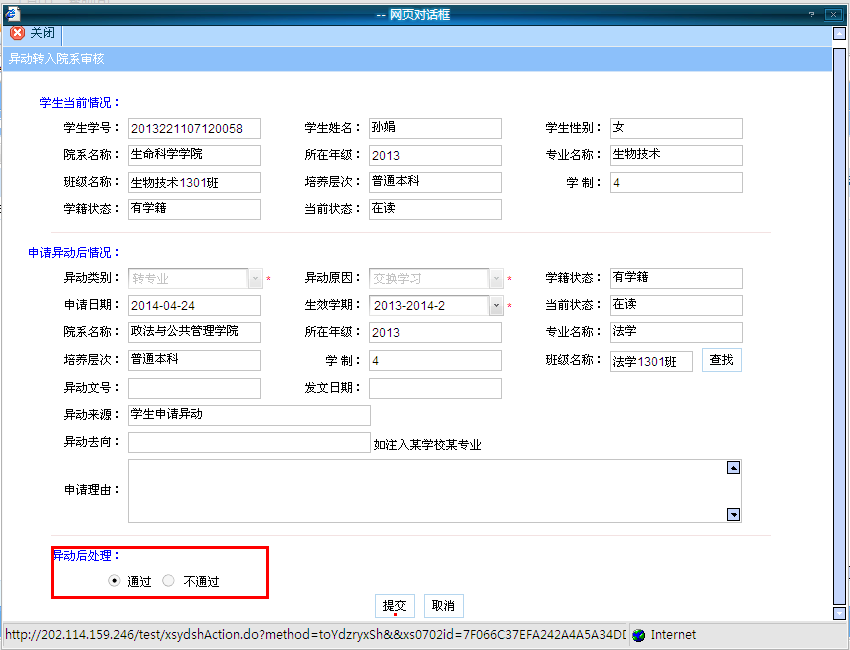 -- 网页对话框
关闭
异动转入院系审核
学生当前情况：
学生学号： 2013221107120058 学生姓名： 孙娟 学生性别： 女
院系名称： 生命科学学院 所在年级： 2013 专业名称： 生物技术
班级名称： 生物技术1301班 培养层次： 普通本科 学 制： 4
学籍状态： 有学籍 当前状态： 在读
申请异动后情况：
异动类别： 转专业 * 异动原因： 交换学习 * 学籍状态： 有学籍
申请日期： 2014-04-24 生效学期： 2013-2014-2 * 当前状态： 在读
院系名称： 政法与公共管理学院 所在年级： 2013 专业名称： 法学
培养层次： 普通本科 学 制： 4 班级名称： 法学1301班 查找
异动文号： 发文日期：
异动来源： 学生申请异动
异动去向： 如注入某学校某专业
申请理由：
异动后处理：
通过 不通过
提交 取消
http://202.114.159.246/test/xsydshAction.do?method=toYdzryxSh&&xs0702id=7F066C37EFA242A4A5A34DD Internet